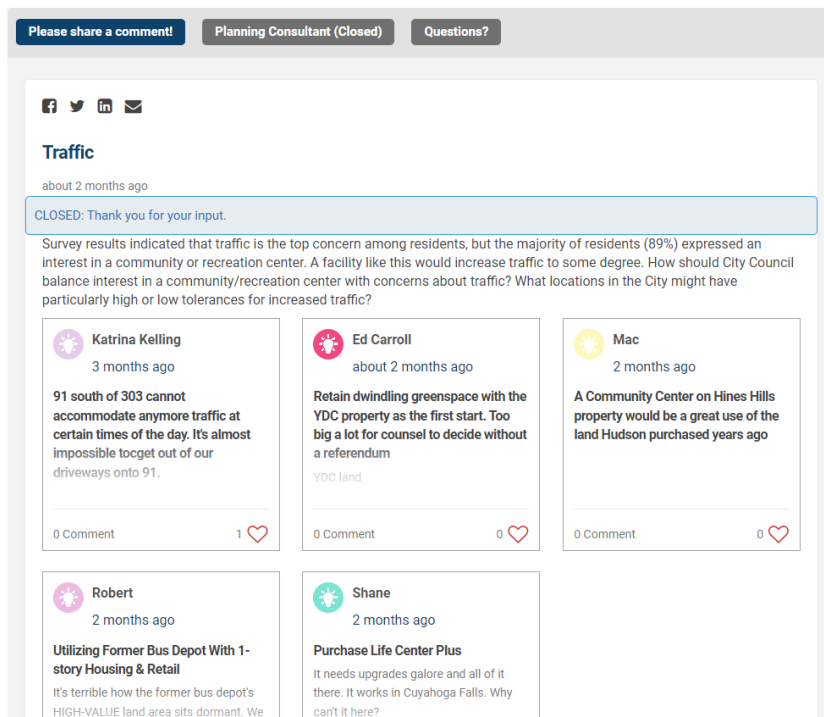 Please share a comment!
Planning Consultant (Closed)
Questions?
Traffic
about 2 months ago
CLOSED: Thank you for your input.
Survey results indicated that traffic is the top concern among residents, but the majority of residents (89%) expressed an
interest in a community or recreation center. A facility like this would increase traffic to some degree. How should City Council
balance interest in a community/recreation center with concerns about traffic? What locations in the City might have
particularly high or low tolerances for increased traffic?
Katrina Kelling
3 months ago
91 south of 303 cannot
accommodate anymore traffic at
certain times of the day. It's almost
impossible tocget out of our
driveways onto 91.
0 Comment
1
Ed Carroll
about 2 months ago
Retain dwindling greenspace with the
YDC property as the first start. Too
big a lot for counsel to decide without
a referendum
YDC land
0 Comment
0
Mac
2 months ago
A Community Center on Hines Hills
property would be a great use of the
land Hudson purchased years ago
0 Comment
0
Robert
2 months ago
Utilizing Former Bus Depot With 1-
story Housing & Retail
It's terrible how the former bus depot's
HIGH-VALUE land area sits dormant. We
Shane
2 months ago
Purchase Life Center Plus
It needs upgrades galore and all of it
there. It works in Cuyahoga Falls. Why
can't it here?